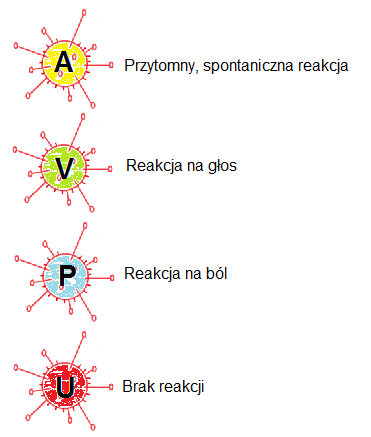 A Przytomny, spontaniczna reakcja
V Reakcja na głos
P Reakcja na ból
U Brak reakcji